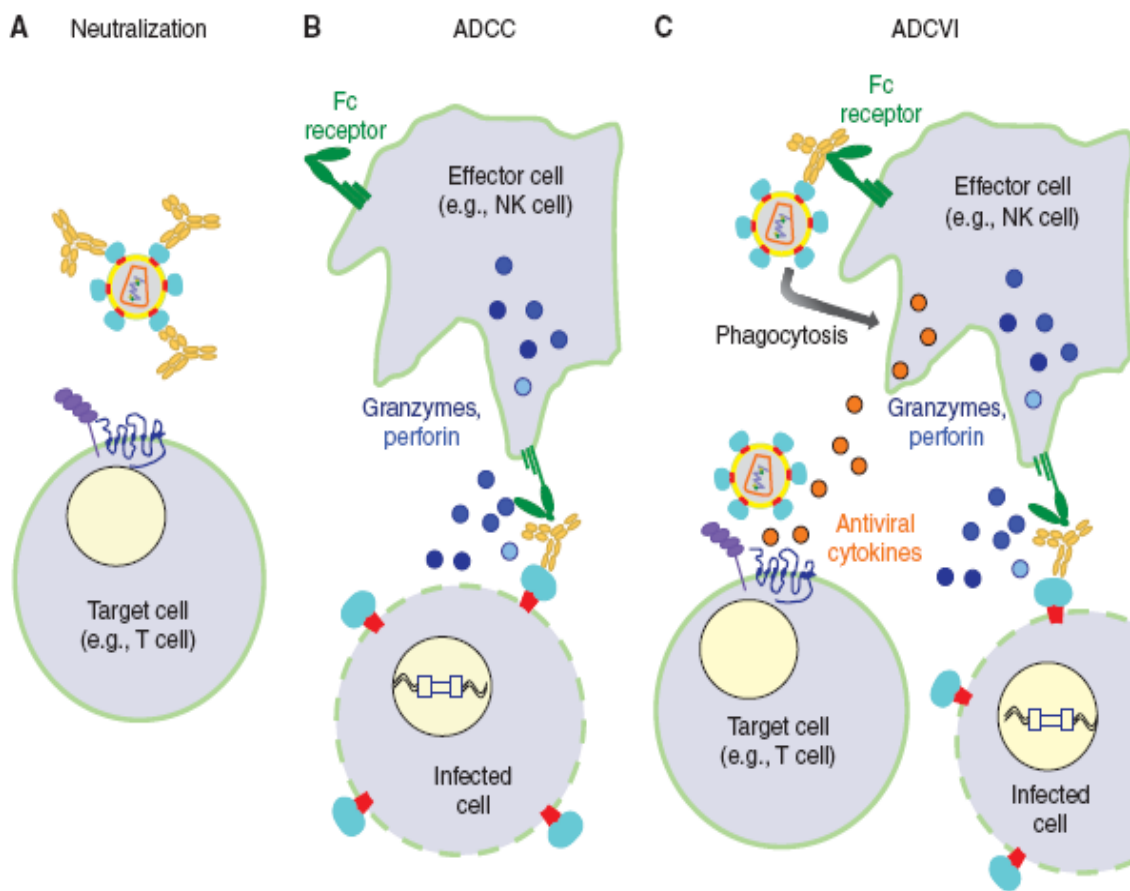 A
Neutralization
B
ADCC
C
ADCVI
Fc
receptor
Effector cell
(e.g., NK cell)
Granzymes,
perforin
Infected
cell
Target cell
(e.g., T cell)
Fc
receptor
Effector cell
(e.g., NK cell)
Phagocytosis
Granzymes,
perforin
Antiviral
cytokines
Target cell
(e.g., T cell)
Infected
cell